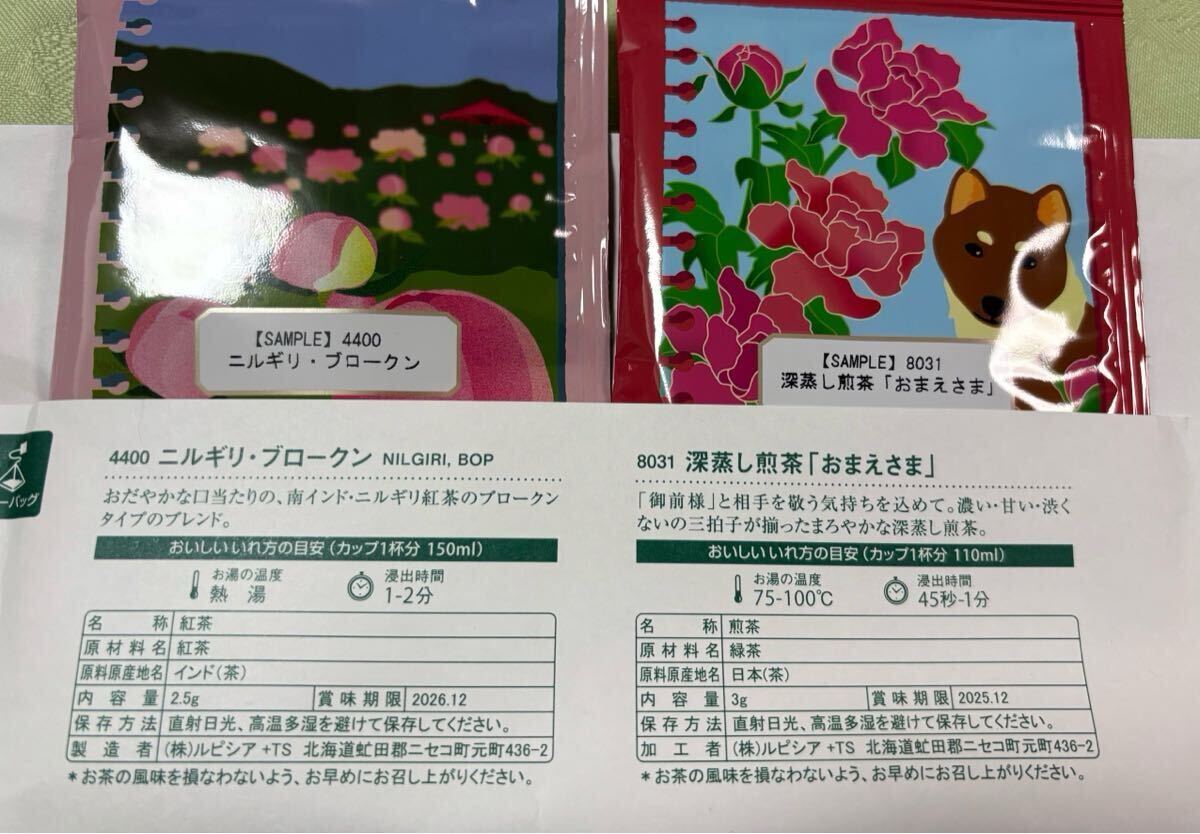 【SAMPLE】4400
ニルギリ・ブロークン
【SAMPLE】8031
深蒸し煎茶「おまえさま」
ーバッグ
4400 ニルギリ・ブロークン NILGIRI, BOP
おだやかな口当たりの、南インド・ニルギリ紅茶のブロークン
タイプのブレンド。
おいしいいれ方の目安（カップ1杯分 150ml）
お湯の温度
熱 湯
浸出時間
1-2分
名 称 紅茶
原材料名 紅茶
原料原産地名 インド（茶）
内容量 2.5g 賞味期限 2026.12
保存方法 直射日光、高温多湿を避けて保存してください。
製造者 （株）ルピシア +TS 北海道虻田郡ニセコ町元町436-2
＊お茶の風味を損なわないよう、お早めにお召し上がりください。
8031 深蒸し煎茶「おまえさま」
「御前様」と相手を敬う気持ちを込めて。濃い・甘い・渋く
ないの三拍子が揃ったまろやかな深蒸し煎茶。
おいしいいれ方の目安（カップ1杯分 110ml）
お湯の温度
75-100℃
浸出時間
45秒-1分
名 称 煎茶
原材料名 緑茶
原料原産地名 日本（茶）
内容量 3g 賞味期限 2025.12
保存方法 直射日光、高温多湿を避けて保存してください。
加工者 （株）ルピシア +TS 北海道虻田郡ニセコ町元町436-2
＊お茶の風味を損なわないよう、お早めにお召し上がりください。